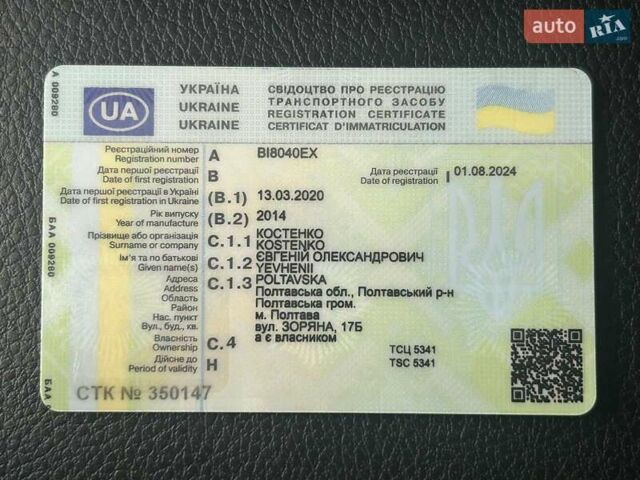 auto RIA .com
УКРАЇНА
UKRAINE
UKRAINE
СВІДОЦТВО ПРО РЕЄСТРАЦІЮ
ТРАНСПОРТНОГО ЗАСОБУ
REGISTRATION CERTIFICATE
CERTIFICAT D'IMMATRICULATION
UA
A 009280
БАА 009280
БАА
Реєстраційний номер
Registration number
A
BI8040EX
Дата першої реєстрації
Date of first registration
B
Дата реєстрації
Date of registration
I
01.08.2024
Дата першої реєстрації в Україні
Date of first registration in Ukraine
(B.1)
13.03.2020
Рік випуску
Year of manufacture
(B.2)
2014
Прізвище або організація
Surname or company
C.1.1
КОСТЕНКО
KOSTENKO
Ім'я та по батькові
Given name(s)
C.1.2
ЄВГЕНІЙ ОЛЕКСАНДРОВИЧ
YEVHENII
Адреса
Address
Область
Район
Нас. пункт
Вул., буд., кв.
C.1.3
POLTAVSKA
Полтавська обл., Полтавський р-н
Полтавська гром.
м. Полтава
вул. ЗОРЯНА, 17Б
Власність
Ownership
C.4
а є власником
Дійсне до
Period of validity
H
ТСЦ 5341
TSC 5341
СТК № 350147